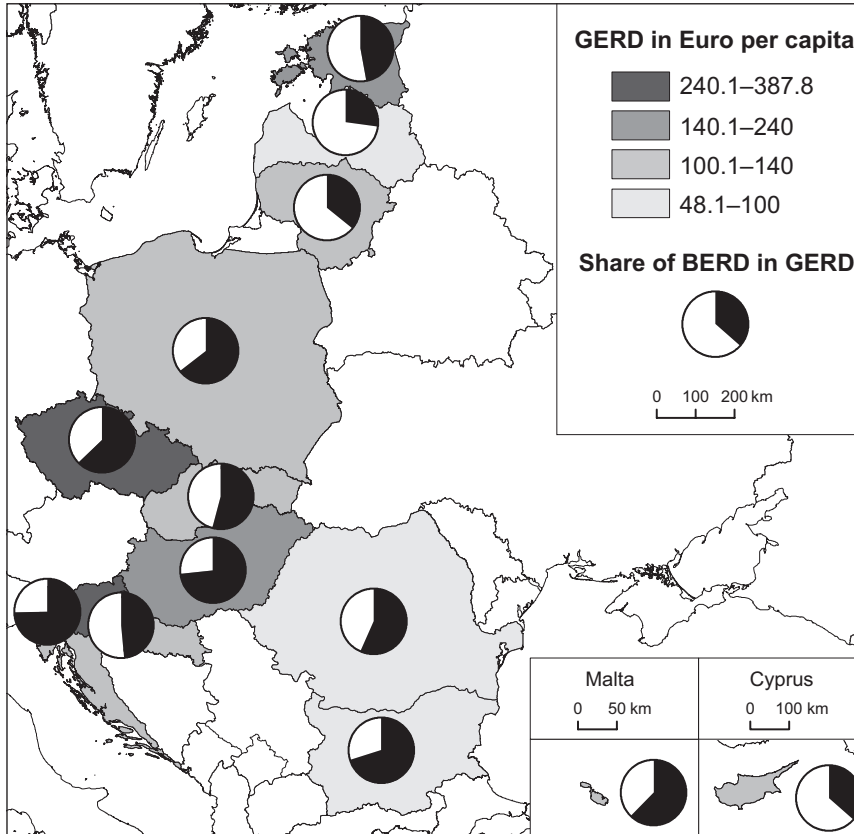 GERD in Euro per capita
240.1–387.8
140.1–240
100.1–140
48.1–100
Share of BERD in GERD
0 100 200 km
Malta
0 50 km
Cyprus
0 100 km